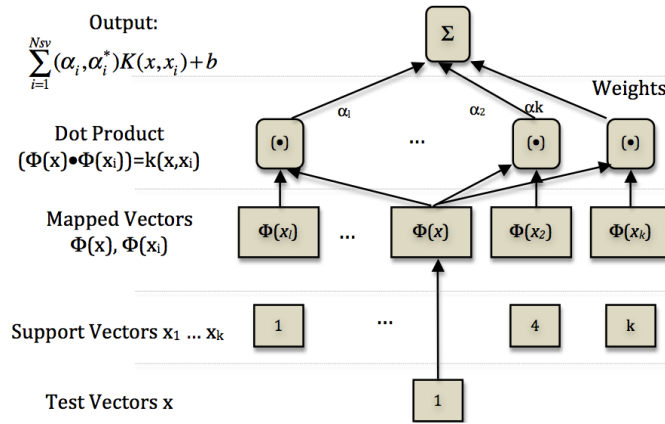 Output:
Σ
Nsv
∑(αᵢ,αᵢ*)K(x,xᵢ)+b
i=1
Weights
αₗ
α₂
αk
Dot Product
(Φ(x)•Φ(xᵢ))=k(x,xᵢ)
(•)
...
(•)
(•)
Mapped Vectors
Φ(x), Φ(xᵢ)
Φ(xₗ)
...
Φ(x)
Φ(x₂)
Φ(xₖ)
Support Vectors x₁ ... xₖ
1
...
4
k
Test Vectors x
1